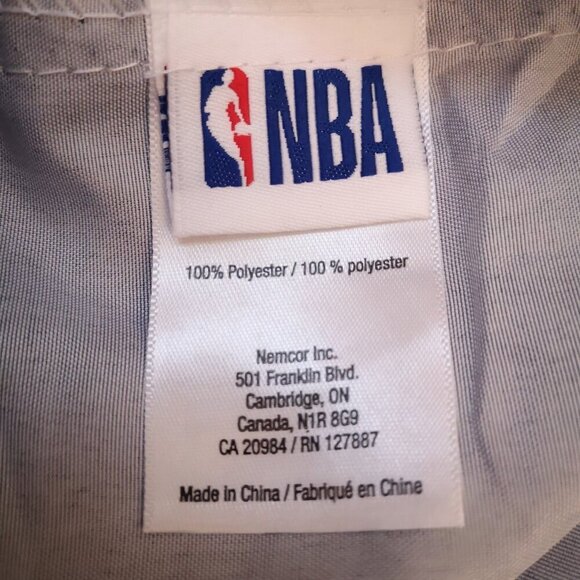 NBA
100% Polyester / 100 % polyester
Nemcor Inc.
501 Franklin Blvd.
Cambridge, ON
Canada, N1R 8G9
CA 20984 / RN 127887
Made in China / Fabriqué en Chine